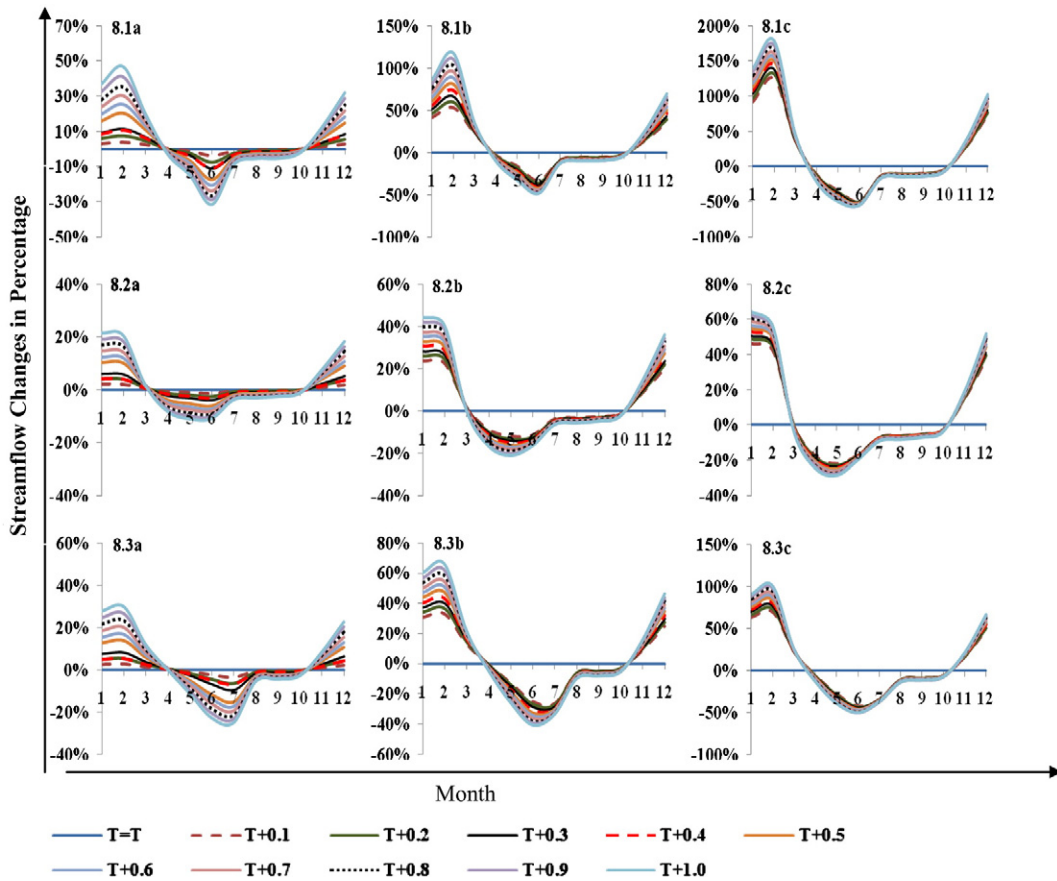 Streamflow Changes in Percentage
8.1a
70%
50%
30%
10%
-10%
-30%
-50%
1 2 3 4 5 6 7 8 9 10 11 12
8.1b
150%
100%
50%
0%
-50%
-100%
1 2 3 4 5 6 7 8 9 10 11 12
8.1c
200%
150%
100%
50%
0%
-50%
-100%
1 2 3 4 5 6 7 8 9 10 11 12
8.2a
40%
20%
0%
-20%
-40%
1 2 3 4 5 6 7 8 9 10 11 12
8.2b
60%
40%
20%
0%
-20%
-40%
1 2 3 4 5 6 7 8 9 10 11 12
8.2c
80%
60%
40%
20%
0%
-20%
-40%
1 2 3 4 5 6 7 8 9 10 11 12
8.3a
60%
40%
20%
0%
-20%
-40%
1 2 3 4 5 6 7 8 9 10 11 12
8.3b
80%
60%
40%
20%
0%
-20%
-40%
-60%
1 2 3 4 5 6 7 8 9 10 11 12
8.3c
150%
100%
50%
0%
-50%
-100%
1 2 3 4 5 6 7 8 9 10 11 12
Month
T=T T+0.1 T+0.2 T+0.3 T+0.4 T+0.5
T+0.6 T+0.7 T+0.8 T+0.9 T+1.0